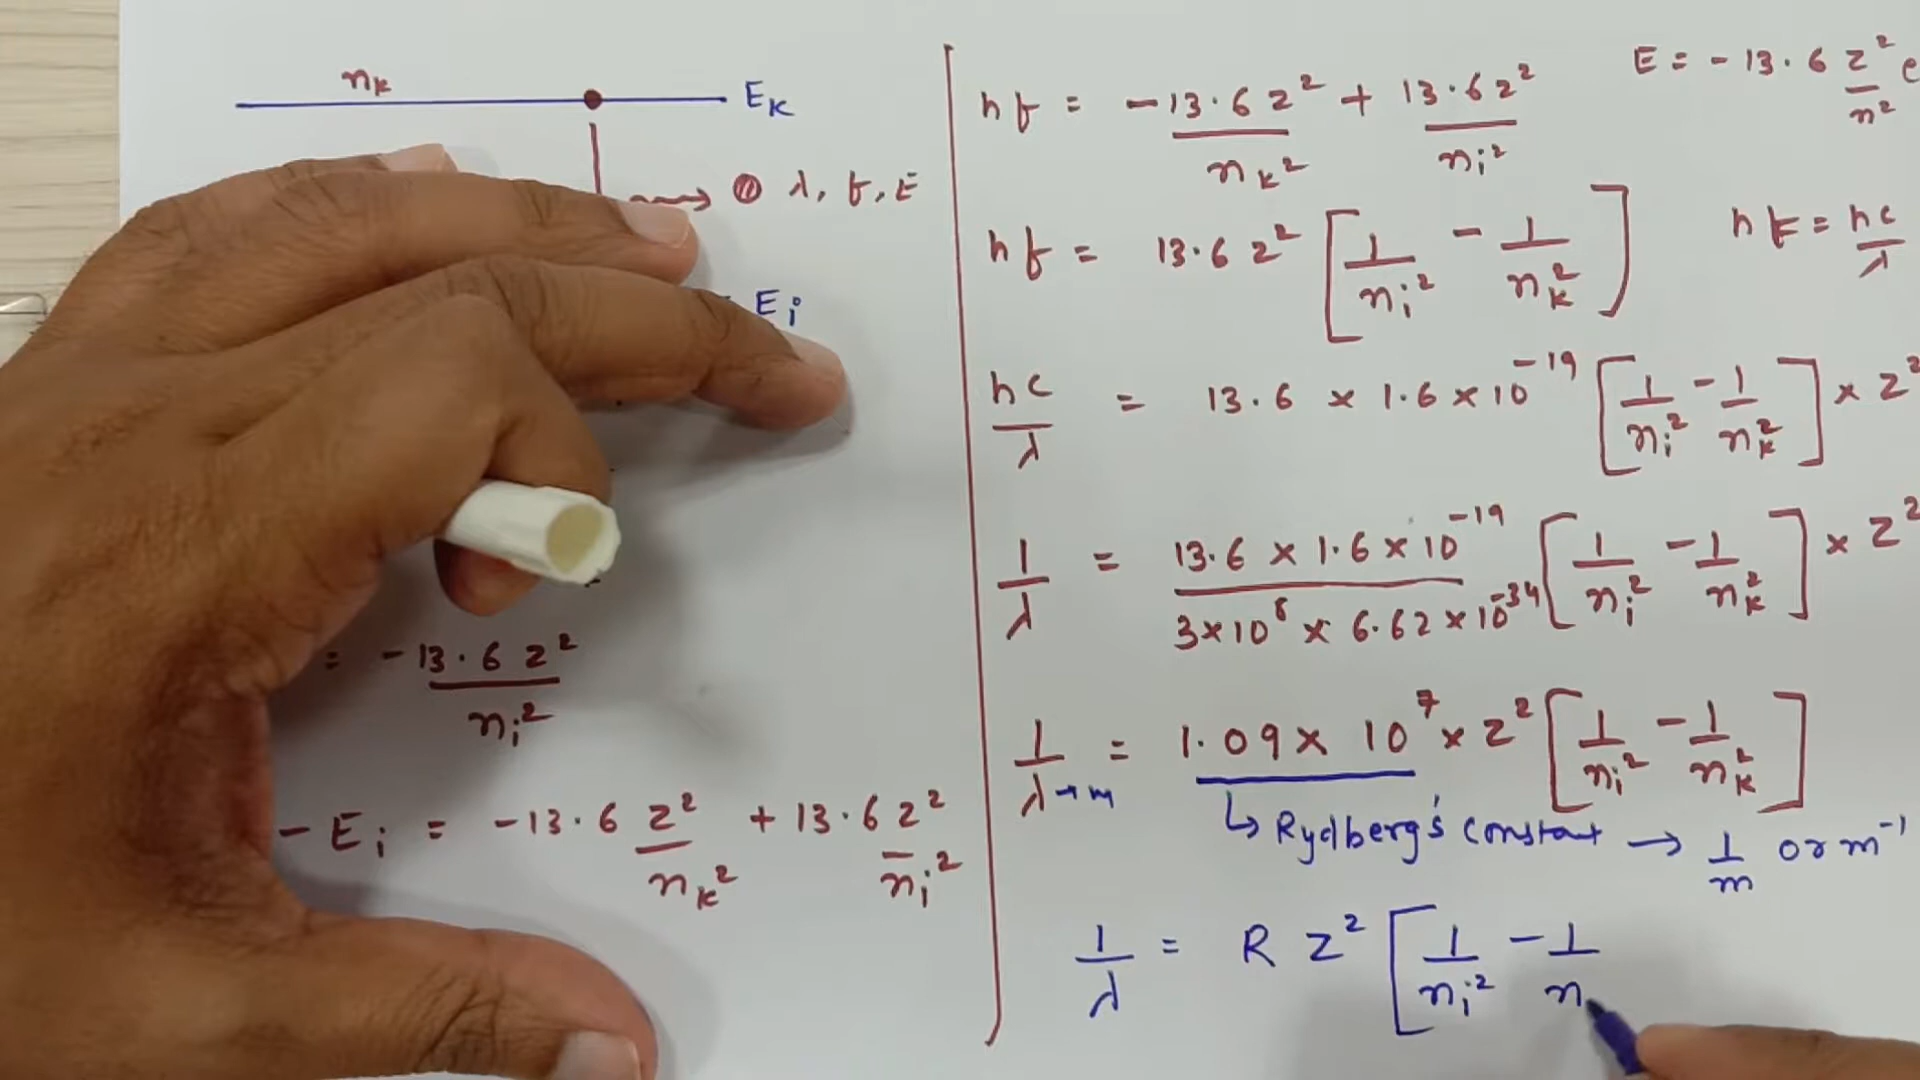 nk
Ek
λ, f, E
Ei
= -13.6 z² / ni²
- Ei = -13.6 z²/nk² + 13.6 z²/ni²
E = -13.6 z²/n² e
hf = -13.6 z²/nk² + 13.6 z²/ni²
hf = 13.6 z² [1/ni² - 1/nk²]
hf = hc/λ
hc/λ = 13.6 × 1.6 × 10⁻¹⁹ [1/ni² - 1/nk²] × z²
1/λ = 13.6 × 1.6 × 10⁻¹⁹ / 3×10⁸ × 6.62 × 10⁻³⁴ [1/ni² - 1/nk²] × z²
1/λ→m = 1.09 × 10⁷ × z² [1/ni² - 1/nk²]
↳ Rydberg's constant → 1/m or m⁻¹
1/λ = R z² [1/ni² - 1/n